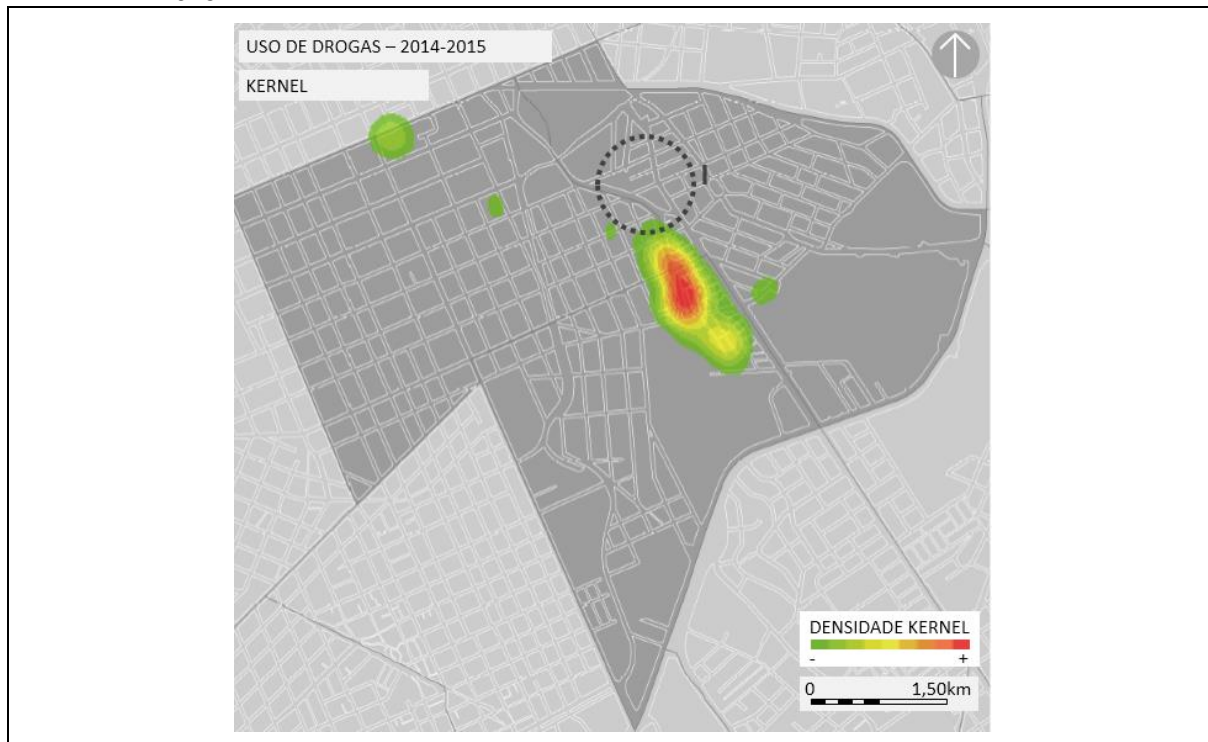 USO DE DROGAS – 2014-2015
KERNEL
I
DENSIDADE KERNEL
- +
0 1,50km